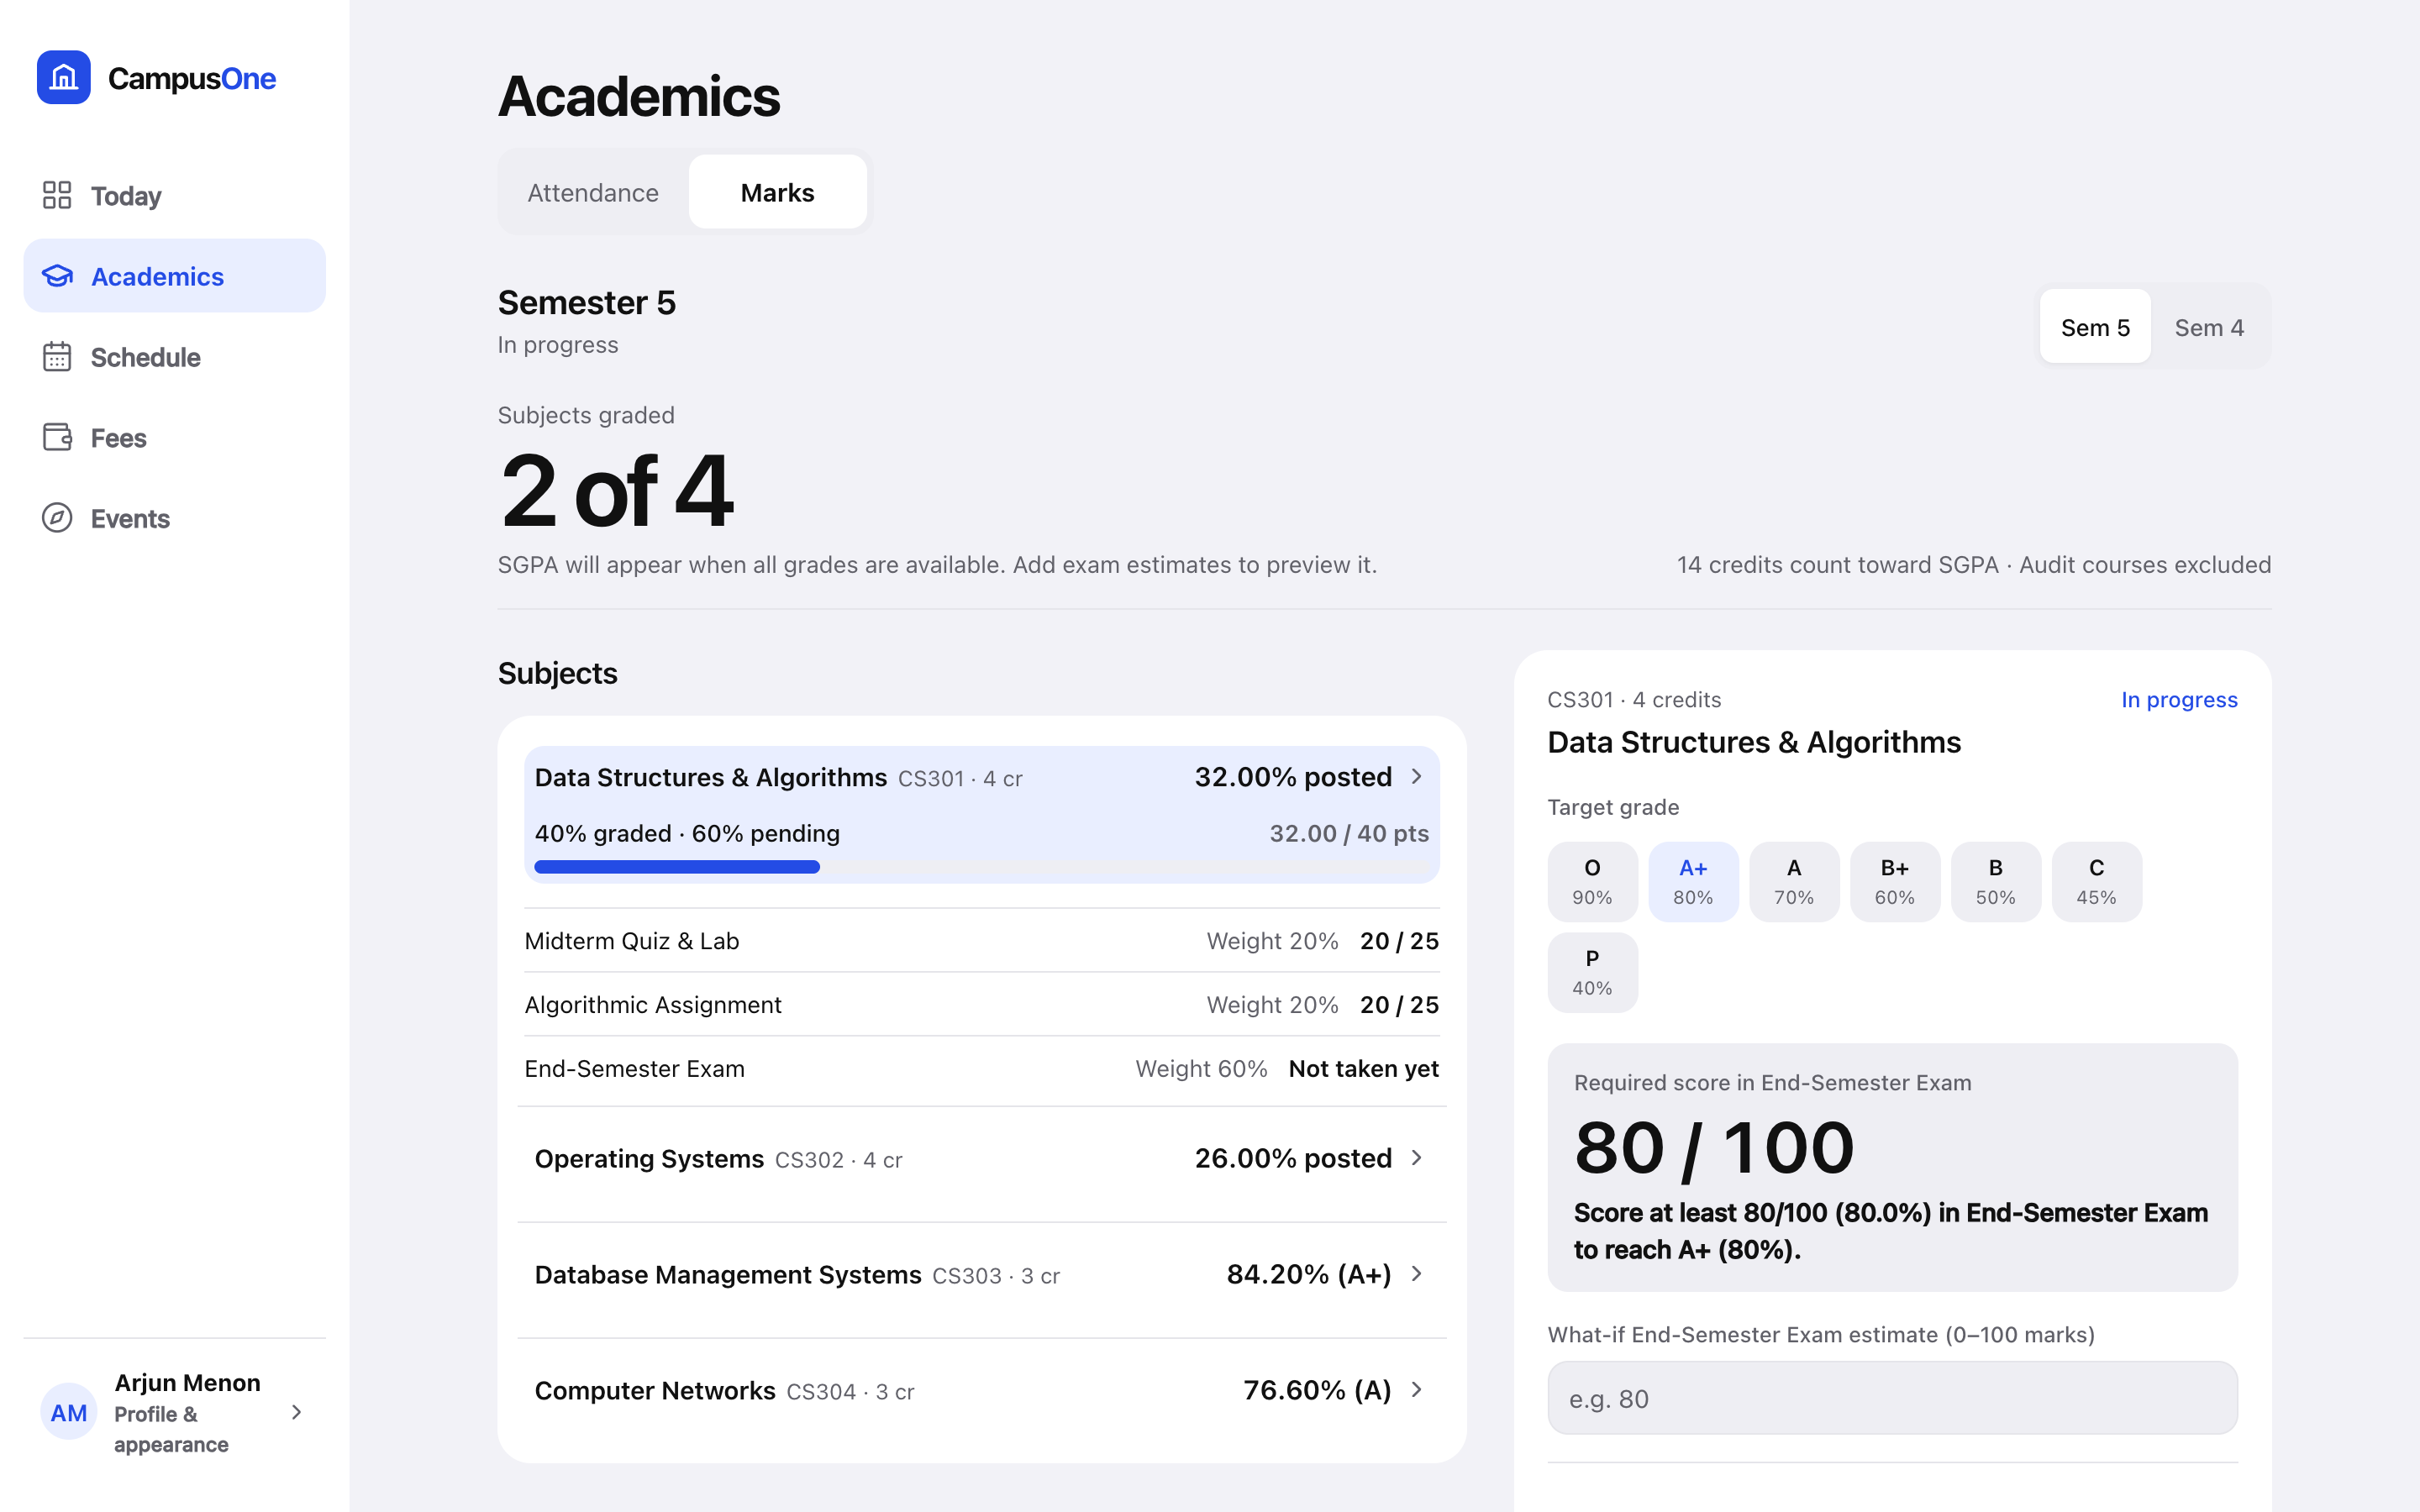 CampusOne
Today
Academics
Schedule
Fees
Events
AM
Arjun Menon
Profile &
appearance
Academics
Attendance
Marks
Semester 5
In progress
Sem 5
Sem 4
Subjects graded
2 of 4
SGPA will appear when all grades are available. Add exam estimates to preview it.
14 credits count toward SGPA · Audit courses excluded
Subjects
Data Structures & Algorithms CS301 · 4 cr
32.00% posted
40% graded · 60% pending
32.00 / 40 pts
Midterm Quiz & Lab
Weight 20% 20 / 25
Algorithmic Assignment
Weight 20% 20 / 25
End-Semester Exam
Weight 60% Not taken yet
Operating Systems CS302 · 4 cr
26.00% posted
Database Management Systems CS303 · 3 cr
84.20% (A+)
Computer Networks CS304 · 3 cr
76.60% (A)
CS301 · 4 credits
In progress
Data Structures & Algorithms
Target grade
O
90%
A+
80%
A
70%
B+
60%
B
50%
C
45%
P
40%
Required score in End-Semester Exam
80 / 100
Score at least 80/100 (80.0%) in End-Semester Exam
to reach A+ (80%).
What-if End-Semester Exam estimate (0–100 marks)
e.g. 80